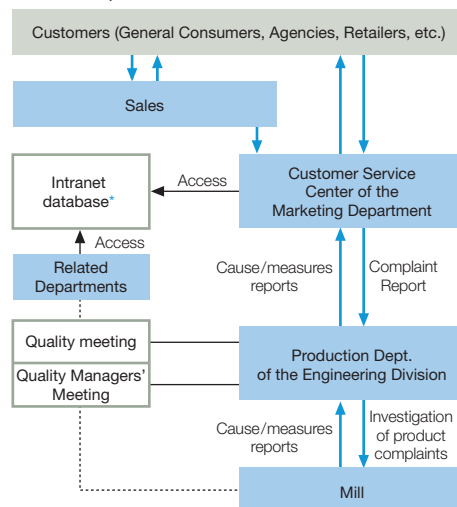 Customers (General Consumers, Agencies, Retailers, etc.)
Sales
Intranet
database*
Access
Customer Service
Center of the
Marketing Department
Access
Related
Departments
Cause/measures
reports
Complaint
Report
Quality meeting
Quality Managers'
Meeting
Production Dept.
of the Engineering Division
Cause/measures
reports
Investigation
of product
complaints
Mill